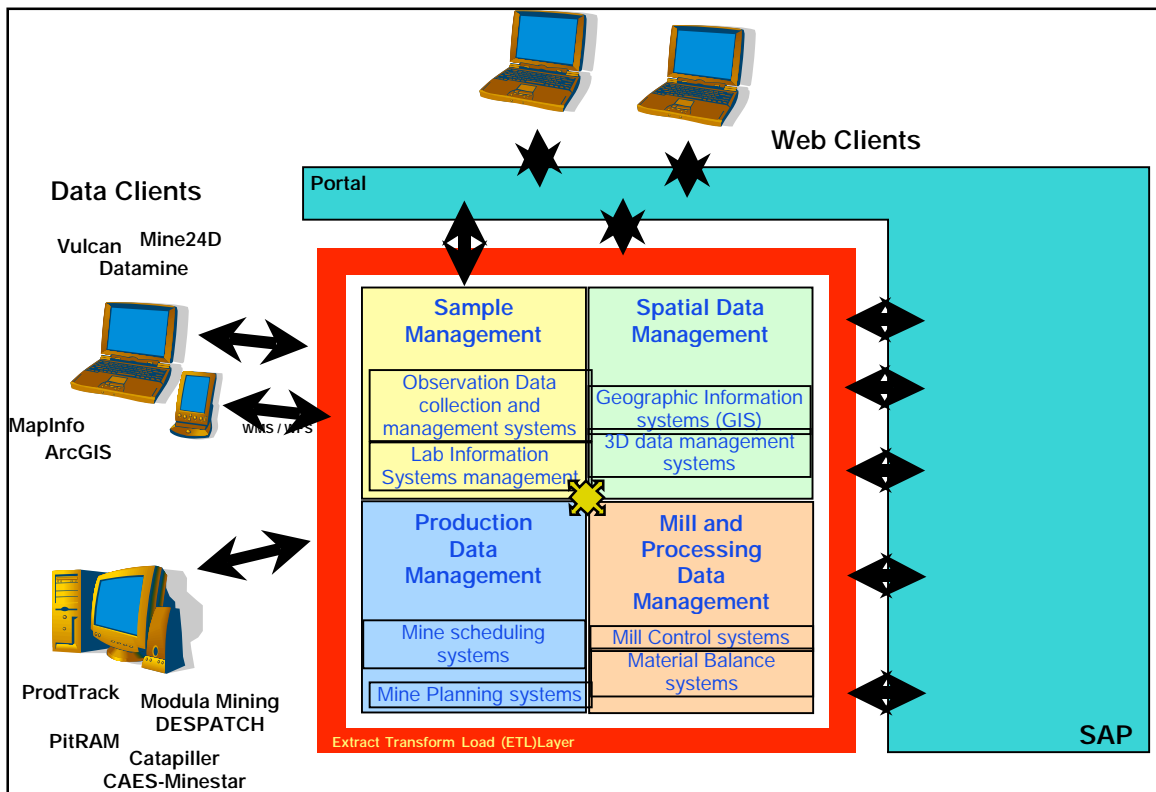 Web Clients
Portal
Data Clients
Vulcan
Mine24D
Datamine
MapInfo
ArcGIS
WMS / WFS
Sample
Management
Observation Data
collection and
management systems
Lab Information
Systems management
Spatial Data
Management
Geographic Information
systems (GIS)
3D data management
systems
Production
Data
Management
Mine scheduling
systems
Mine Planning systems
Mill and
Processing
Data
Management
Mill Control systems
Material Balance
systems
ProdTrack
Modula Mining
DESPATCH
PitRAM
Catapiller
CAES-Minestar
Extract Transform Load (ETL)Layer
SAP